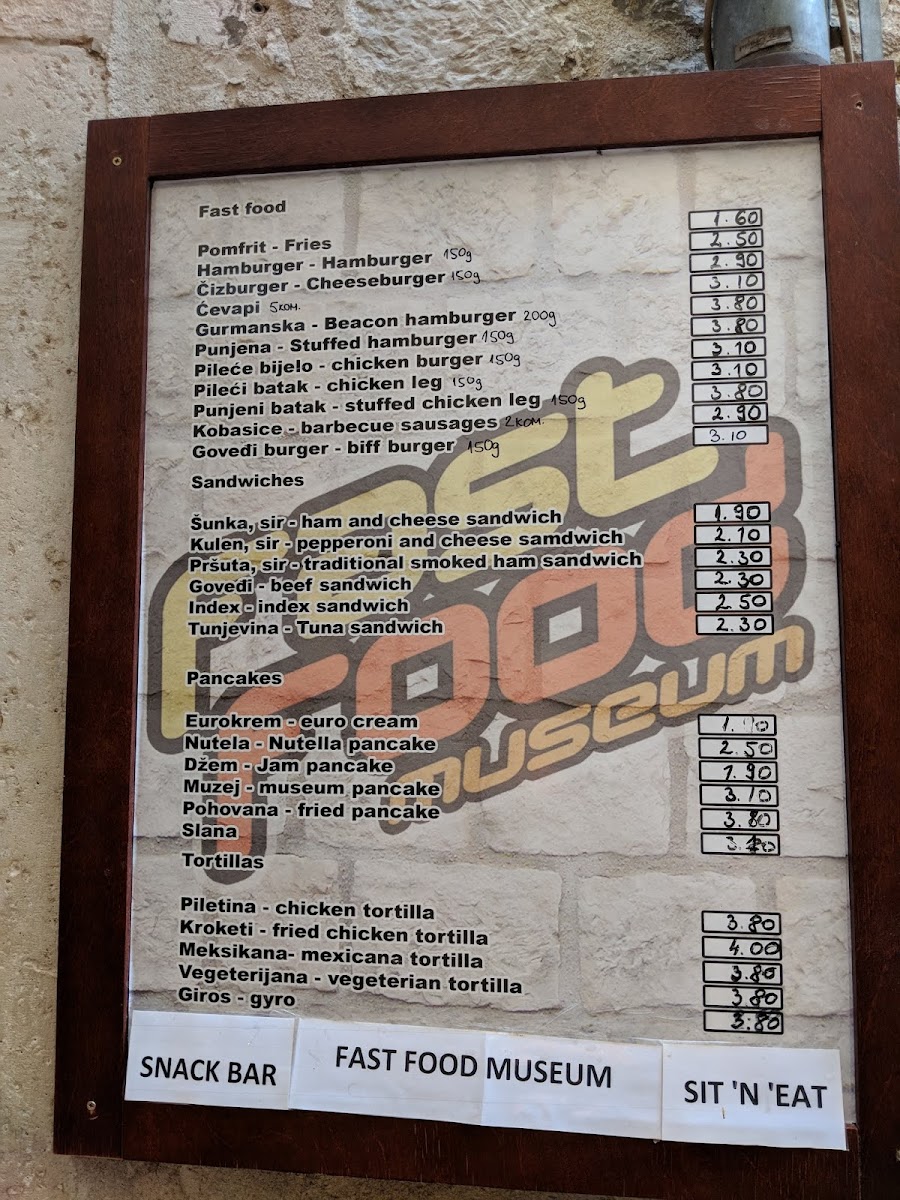 Fast food
Pomfrit - Fries 1.60
Hamburger - Hamburger 150g 2.50
Čizburger - Cheeseburger 150g 2.90
Ćevapi 5KOM. 3.10
Gurmanska - Beacon hamburger 200g 3.80
Punjena - Stuffed hamburger 150g 3.80
Pileće bijelo - chicken burger 150g 3.10
Pileći batak - chicken leg 150g 3.10
Punjeni batak - stuffed chicken leg 150g 3.80
Kobasice - barbecue sausages 2KOM. 2.90
Goveđi burger - biff burger 150g 3.10
Sandwiches
Šunka, sir - ham and cheese sandwich 1.90
Kulen, sir - pepperoni and cheese samdwich 2.10
Pršuta, sir - traditional smoked ham sandwich 2.30
Goveđi - beef sandwich 2.30
Index - index sandwich 2.50
Tunjevina - Tuna sandwich 2.30
Pancakes
Eurokrem - euro cream
Nutela - Nutella pancake 2.50
Džem - Jam pancake 1.90
Muzej - museum pancake 3.10
Pohovana - fried pancake 3.80
Slana
Tortillas
Piletina - chicken tortilla 3.80
Kroketi - fried chicken tortilla 4.00
Meksikana- mexicana tortilla 3.80
Vegeterijana - vegeterian tortilla 3.80
Giros - gyro 3.80
Fast Food museum
SNACK BAR FAST FOOD MUSEUM SIT 'N 'EAT